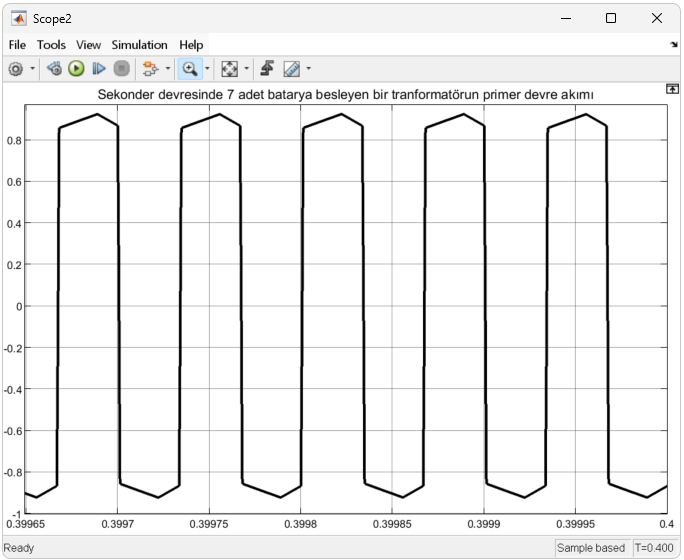 Scope2
File Tools View Simulation Help
Sekonder devresinde 7 adet batarya besleyen bir tranformatörun primer devre akımı
0.8
0.6
0.4
0.2
0
-0.2
-0.4
-0.6
-0.8
-1
0.39965 0.3997 0.39975 0.3998 0.39985 0.3999 0.39995 0.4
Ready Sample based T=0.400